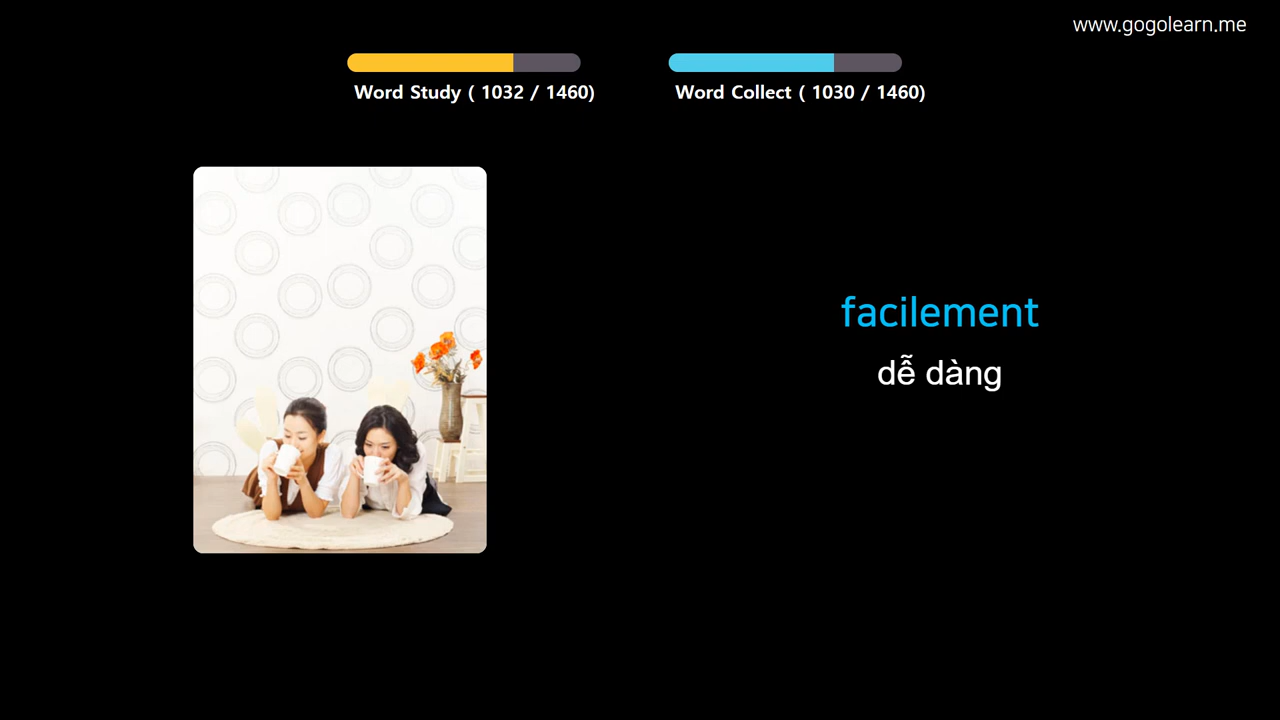 www.gogolearn.me
Word Study ( 1032 / 1460)
Word Collect ( 1030 / 1460)
facilement
dễ dàng